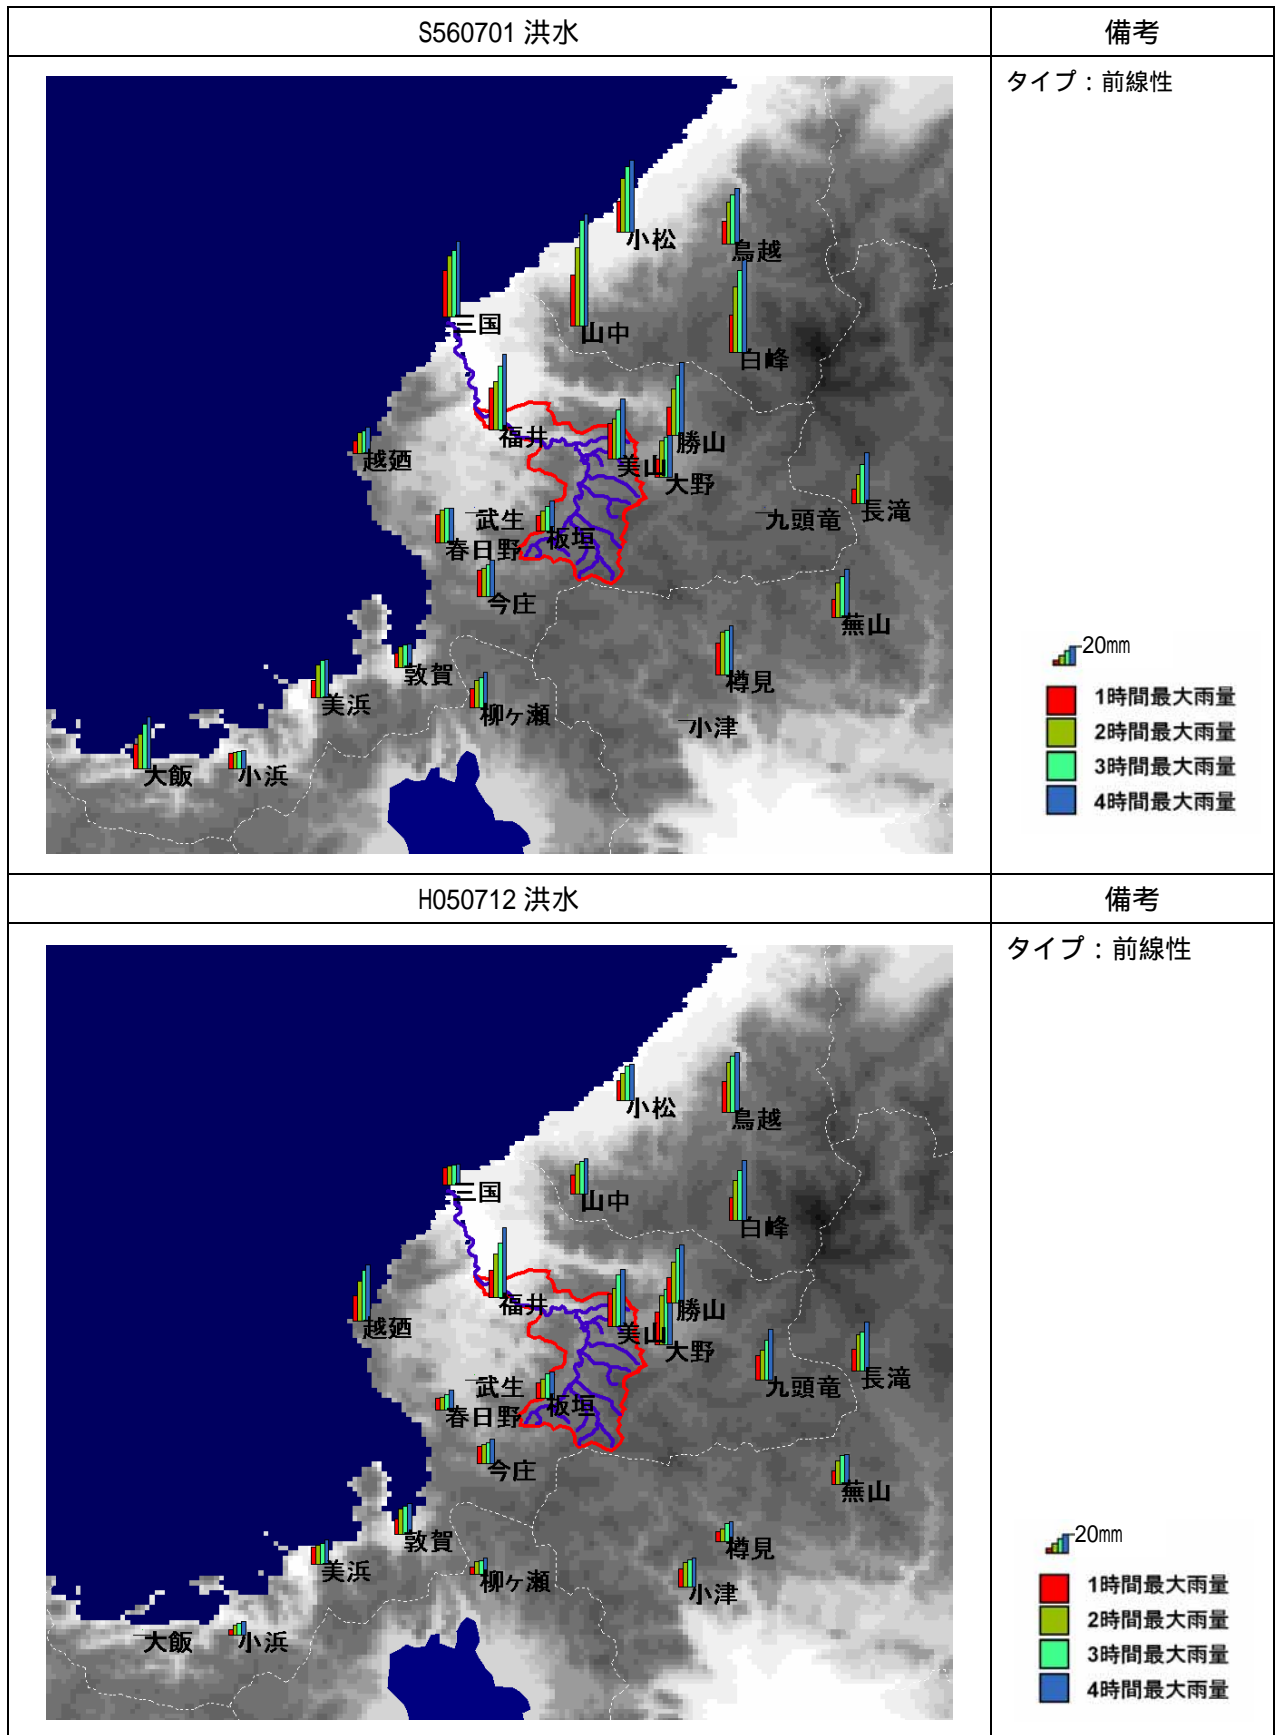 S560701 洪水
備考
タイプ：前線性
小松
鳥越
三国
山中
白峰
福井
勝山
越廼
美山
大野
武生
九頭竜
長滝
板垣
春日野
今庄
蕪山
敦賀
樽見
美浜
柳ヶ瀬
小津
大飯
小浜
20mm
1時間最大雨量
2時間最大雨量
3時間最大雨量
4時間最大雨量
H050712 洪水
備考
タイプ：前線性
小松
鳥越
三国
山中
白峰
福井
勝山
越廼
美山
大野
武生
九頭竜
長滝
板垣
春日野
今庄
蕪山
敦賀
樽見
美浜
柳ヶ瀬
小津
大飯
小浜
20mm
1時間最大雨量
2時間最大雨量
3時間最大雨量
4時間最大雨量